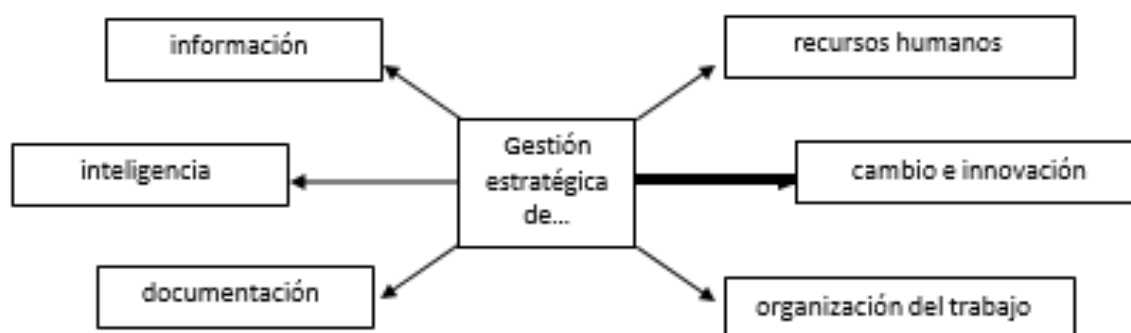 información
recursos humanos
Gestión
estratégica
de...
inteligencia
cambio e innovación
documentación
organización del trabajo